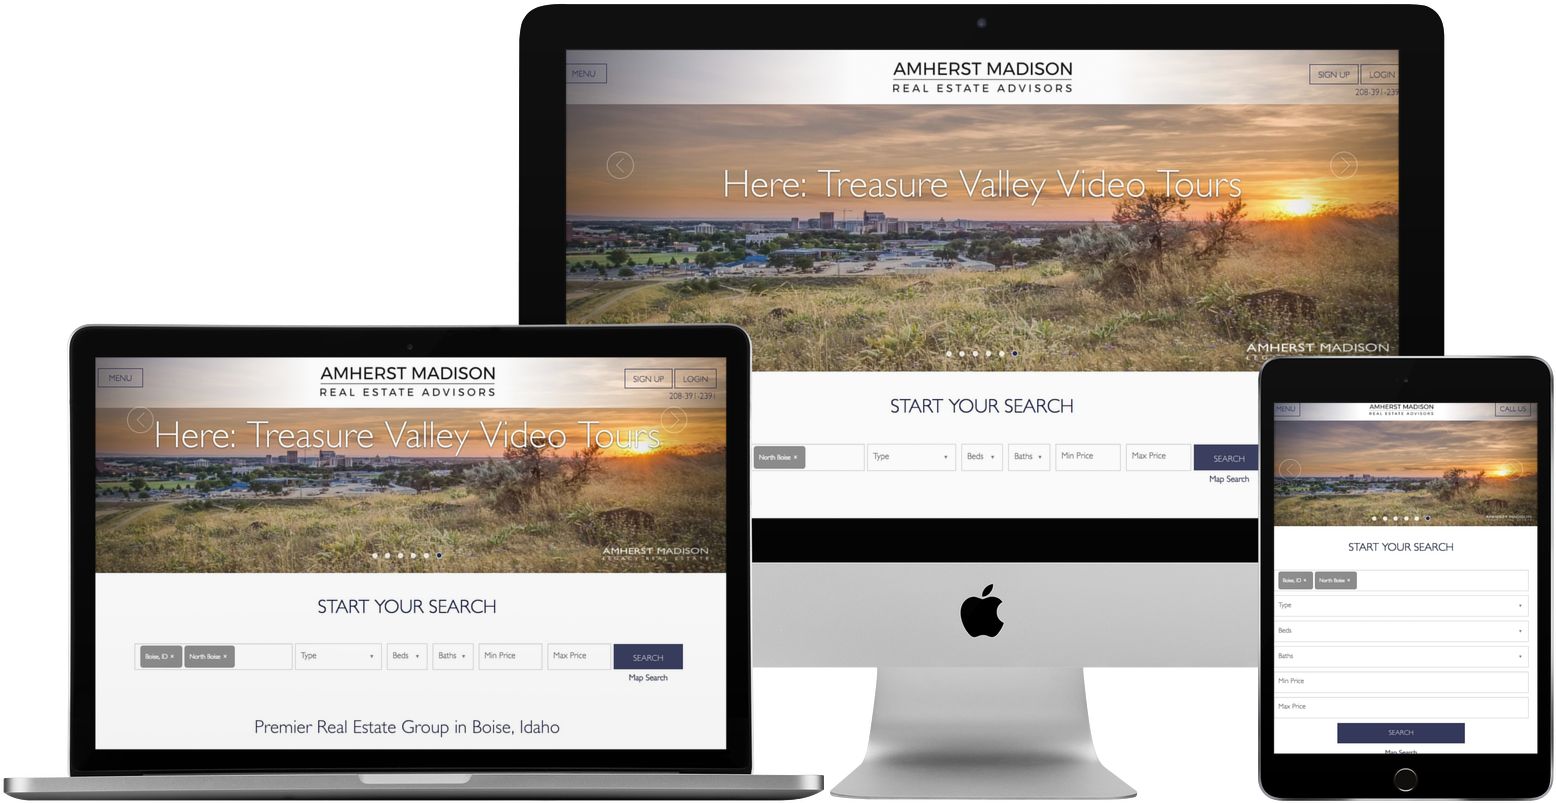 MENU
AMHERST MADISON
REAL ESTATE ADVISORS
SIGN UP
LOGIN
208-391-239
Here: Treasure Valley Video Tours
AMHERST MADISON
START YOUR SEARCH
North Boise ×
Type
Beds
Baths
Min Price
Max Price
SEARCH
Map Search
MENU
AMHERST MADISON
REAL ESTATE ADVISORS
SIGN UP
LOGIN
208-391-2391
Here: Treasure Valley Video Tours
AMHERST MADISON
LEGACY REAL ESTATE
START YOUR SEARCH
Boise, ID ×
North Boise ×
Type
Beds
Baths
Min Price
Max Price
SEARCH
Map Search
Premier Real Estate Group in Boise, Idaho
MENU
AMHERST MADISON
REAL ESTATE ADVISORS
CALL US
AMHERST MADISON
START YOUR SEARCH
Boise, ID ×
North Boise ×
Type
Beds
Baths
Min Price
Max Price
SEARCH
Map Search